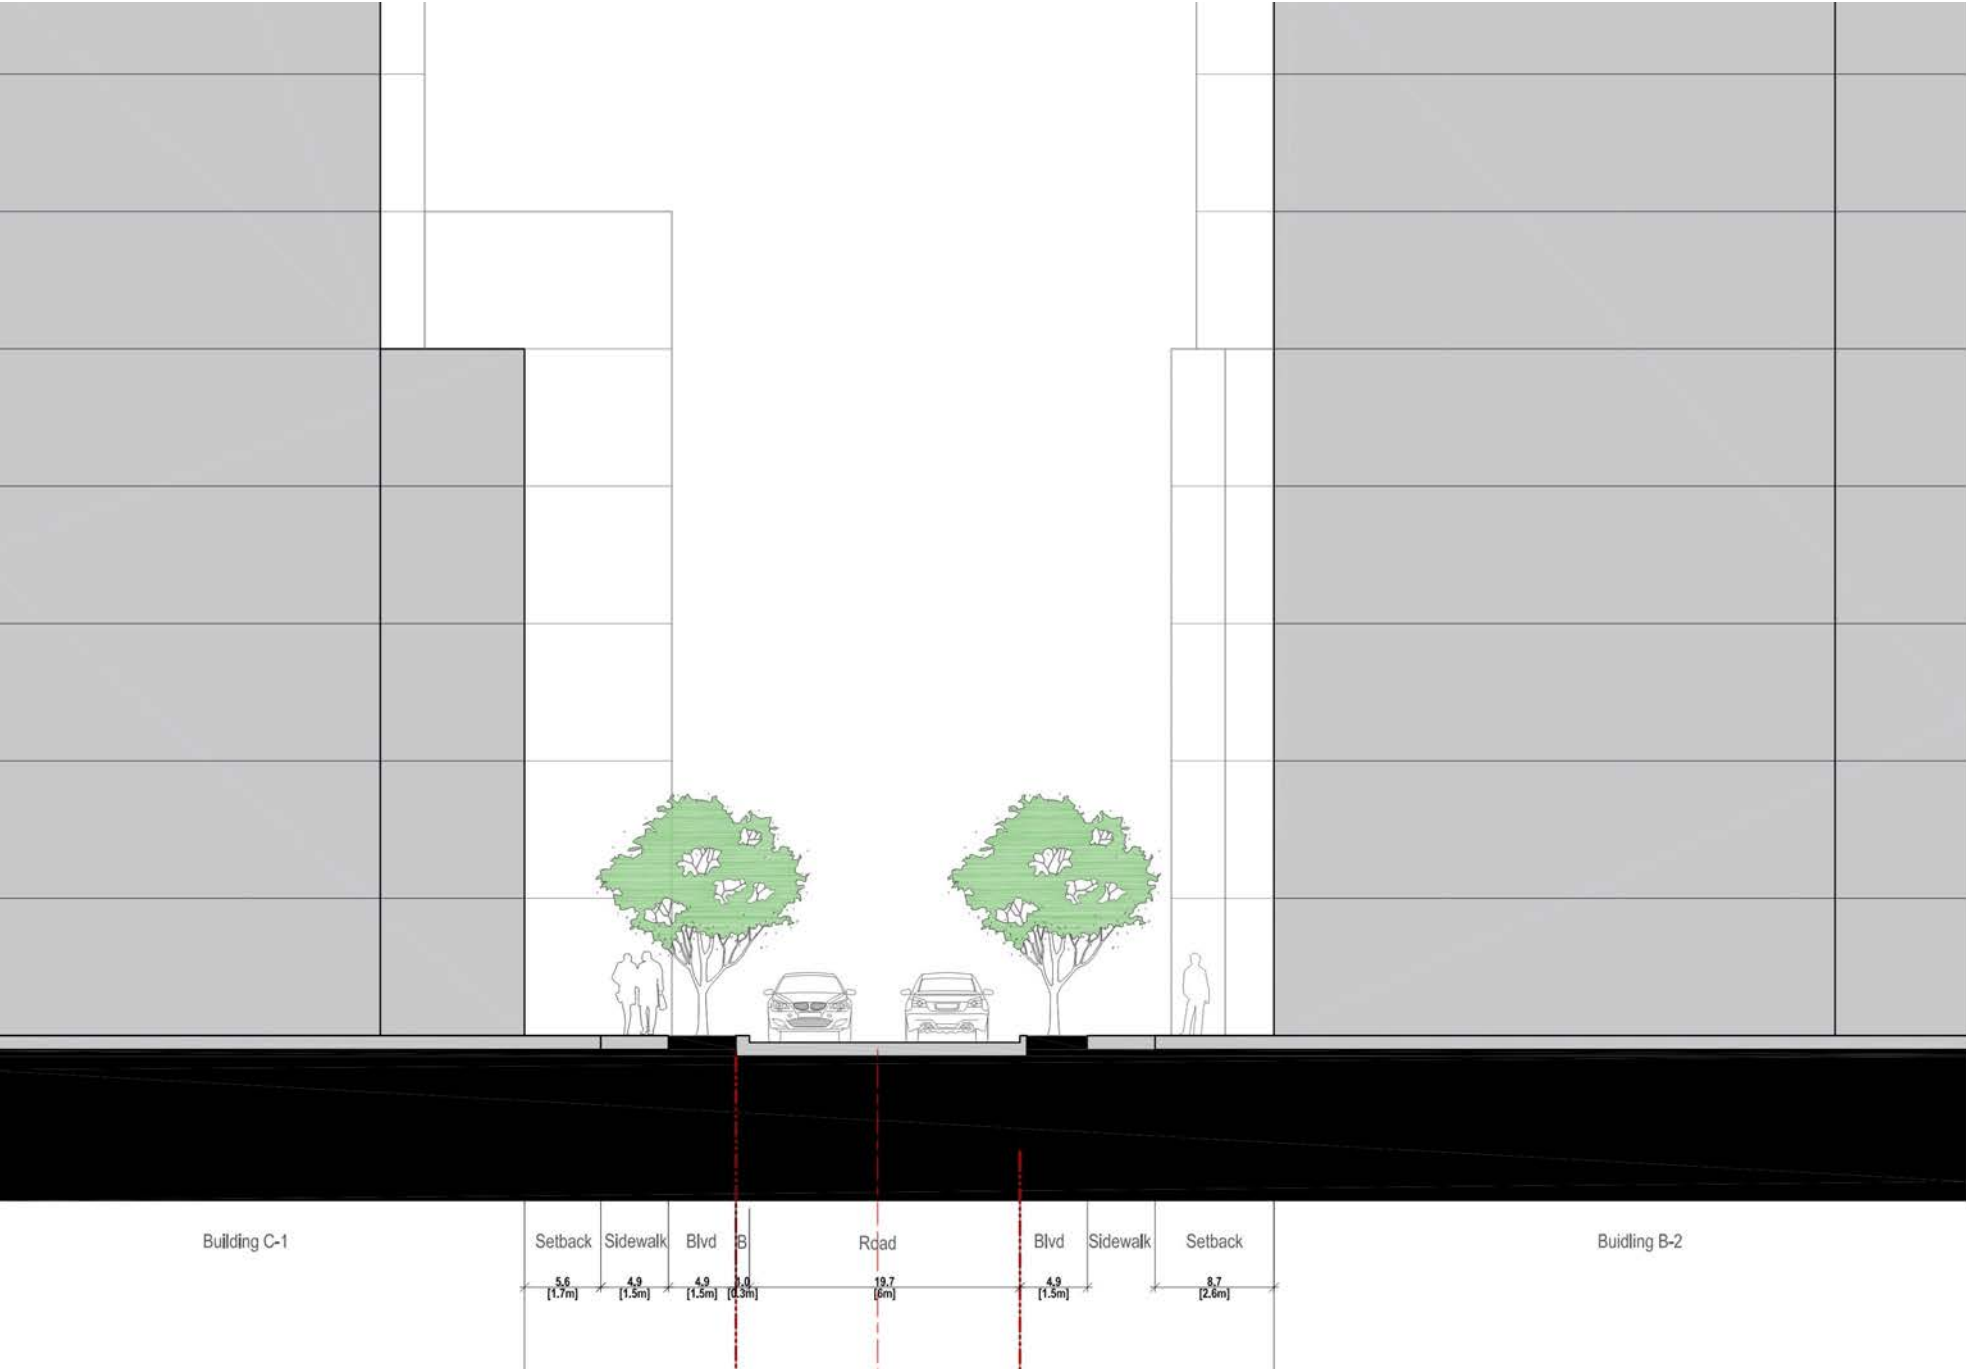 Building C-1
Setback
Sidewalk
Blvd
B
Road
Blvd
Sidewalk
Setback
Buidling B-2
5.6
[1.7m]
4.9
[1.5m]
4.9
[1.5m]
1.0
[0.3m]
19.7
[6m]
4.9
[1.5m]
8.7
[2.6m]